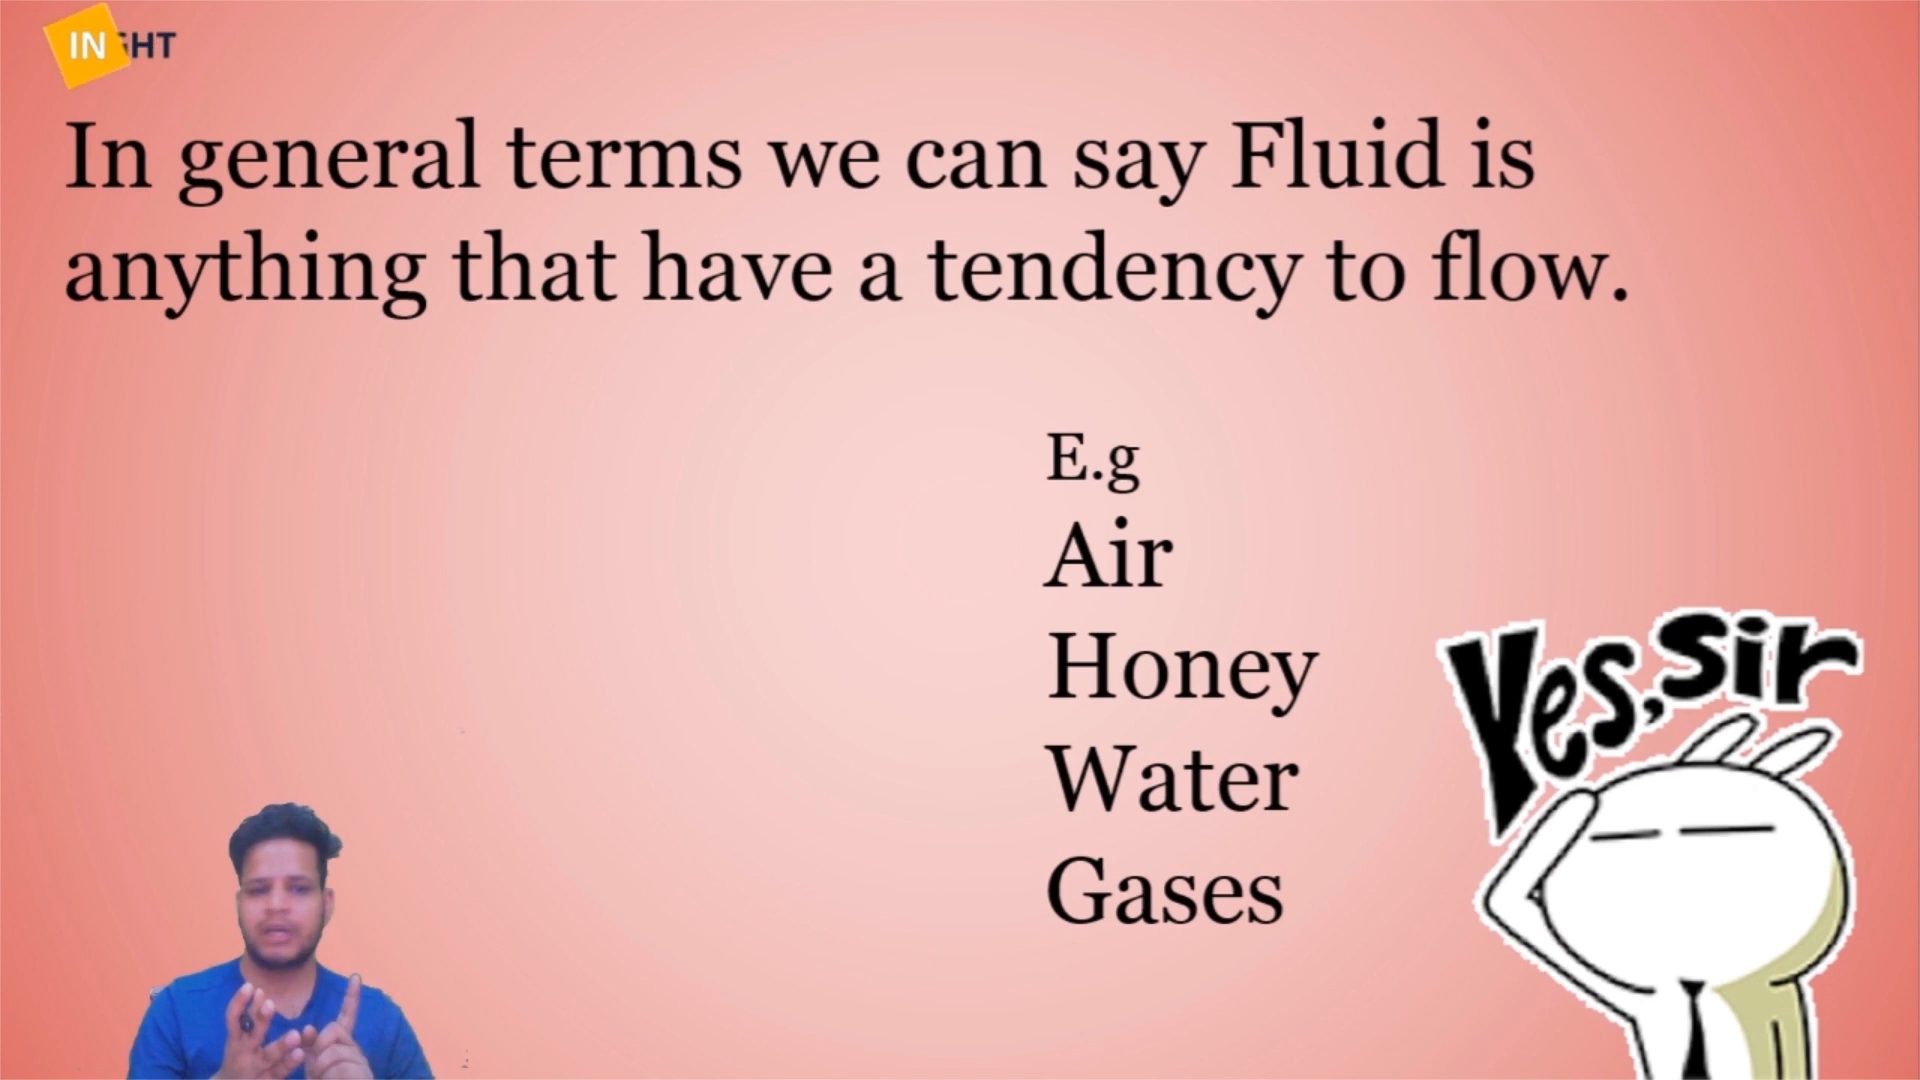 INGHT
In general terms we can say Fluid is
anything that have a tendency to flow.
E.g
Air
Honey
Water
Gases
Yes, Sir